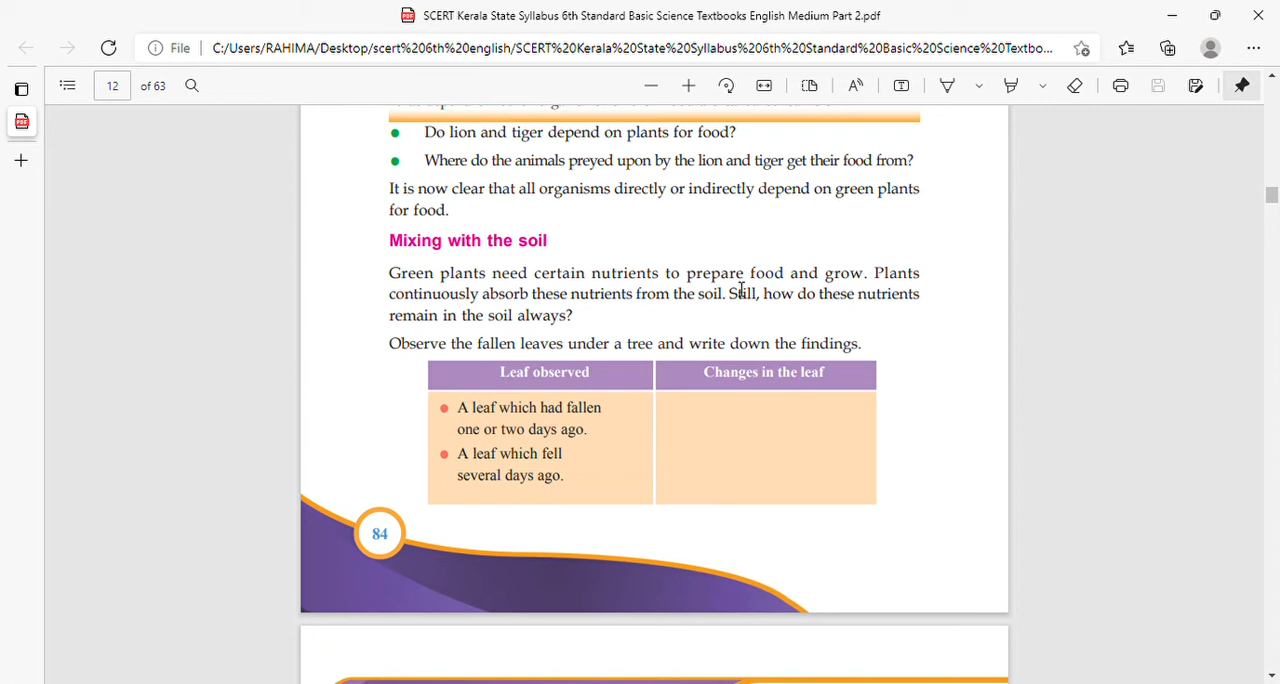 SCERT Kerala State Syllabus 6th Standard Basic Science Textbooks English Medium Part 2.pdf
File | C:/Users/RAHIMA/Desktop/scert%206th%20english/SCERT%20Kerala%20State%20Syllabus%206th%20Standard%20Basic%20Science%20Textbo...
12 of 63
Do lion and tiger depend on plants for food?
Where do the animals preyed upon by the lion and tiger get their food from?
It is now clear that all organisms directly or indirectly depend on green plants
for food.
Mixing with the soil
Green plants need certain nutrients to prepare food and grow. Plants
continuously absorb these nutrients from the soil. Still, how do these nutrients
remain in the soil always?
Observe the fallen leaves under a tree and write down the findings.
Leaf observed
Changes in the leaf
A leaf which had fallen
one or two days ago.
A leaf which fell
several days ago.
84